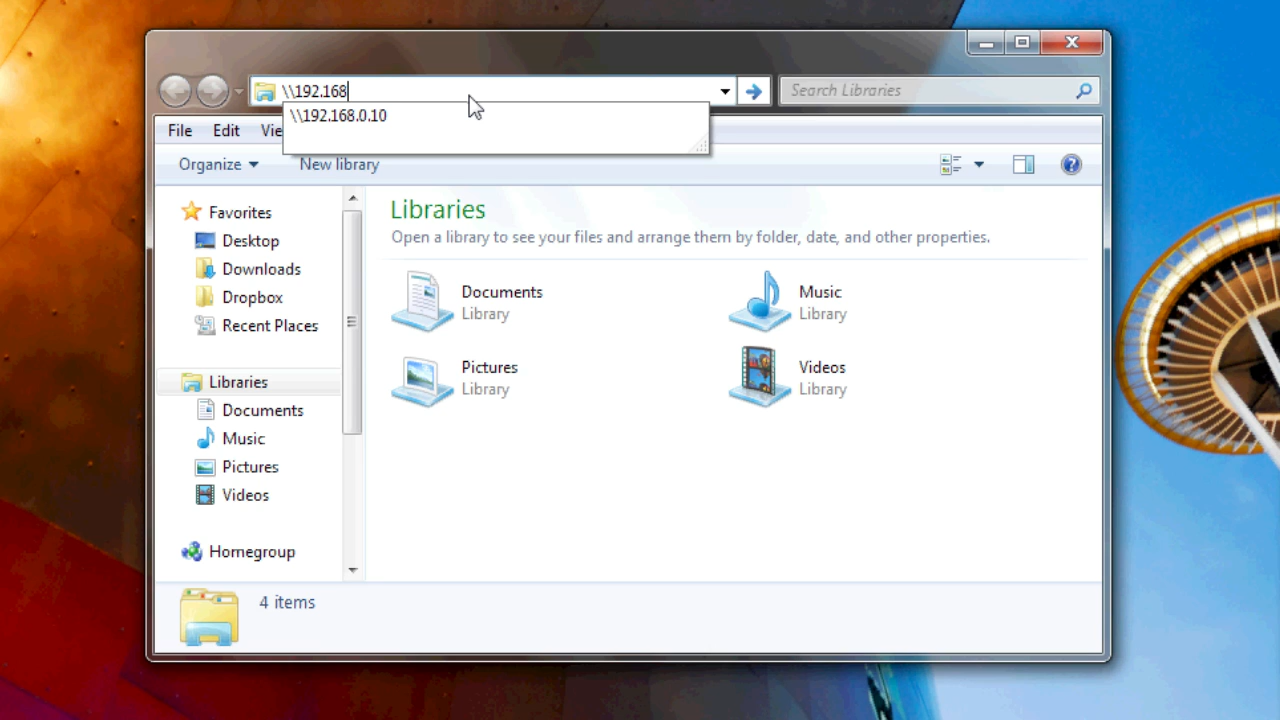 \\192.168
Search Libraries
\\192.168.0.10
File Edit Vie
Organize New library
Favorites
Desktop
Downloads
Dropbox
Recent Places
Libraries
Documents
Music
Pictures
Videos
Homegroup
Libraries
Open a library to see your files and arrange them by folder, date, and other properties.
Documents
Library
Music
Library
Pictures
Library
Videos
Library
4 items